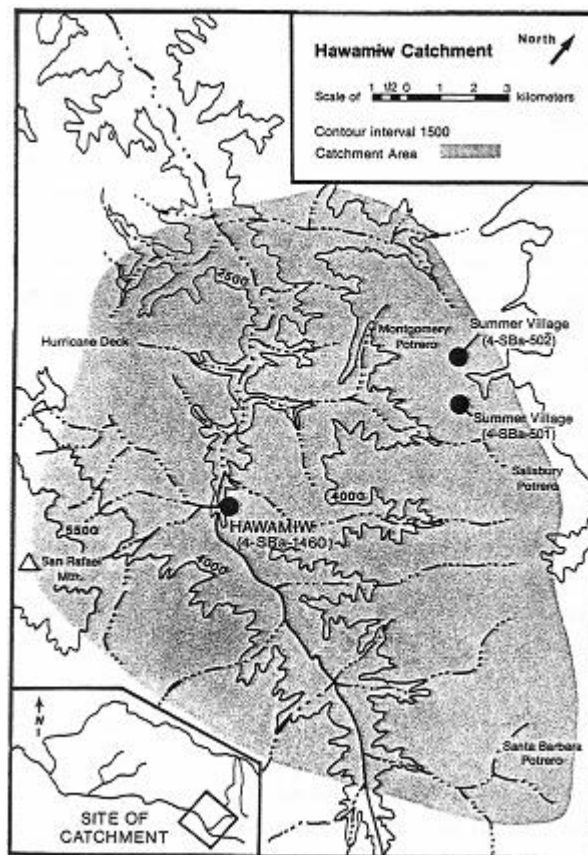 Hawamiw Catchment
North
Scale of 1 1/2 0 1 2 3 kilometers
Contour interval 1500
Catchment Area
2500
Hurricane Deck
Montgomery
Potrero
Summer Village
(4-SBa-502)
Summer Village
(4-SBa-501)
Salisbury
Potrero
4000
HAWAMIW
(4-SBa-1460)
5500
4000
San Rafael
Mtn.
Santa Barbara
Potrero
N
SITE OF
CATCHMENT